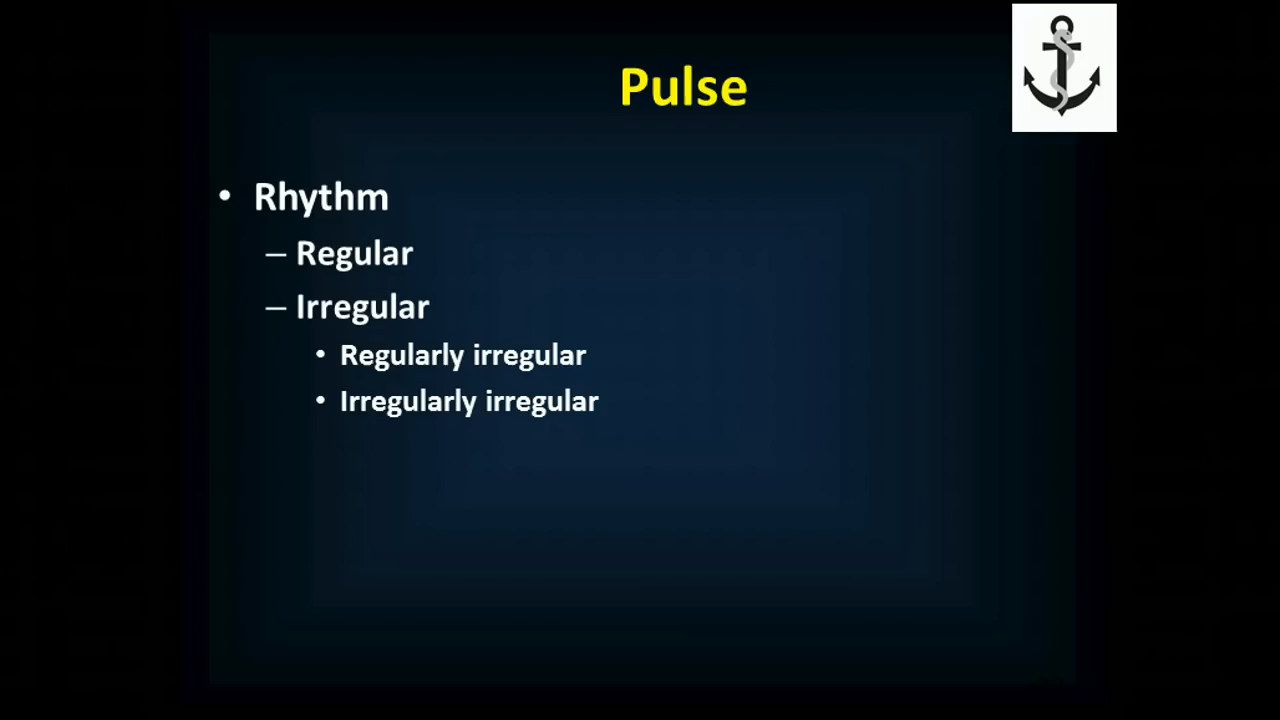 Pulse
• Rhythm
– Regular
– Irregular
• Regularly irregular
• Irregularly irregular